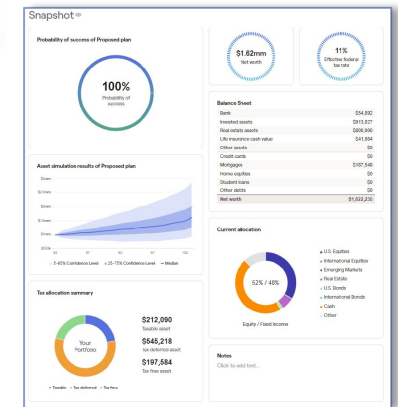 Snapshot
Probability of success of Proposed plan
100%
Probability of
success
$1.62mm
Net worth
11%
Effective federal
tax rate
Balance Sheet
Bank $54,892
Invested assets $913,027
Real estate assets $800,000
Life insurance cash value $41,864
Other assets $0
Credit cards $0
Mortgages $187,548
Home equities $0
Student loans $0
Other debts $0
Net worth $1,622,235
Asset simulation results of Proposed plan
5-95% Confidence Level 25-75% Confidence Level Median
Current allocation
52% / 48%
Equity / Fixed Income
U.S. Equities
International Equities
Emerging Markets
Real Estate
U.S. Bonds
International Bonds
Cash
Other
Tax allocation summary
Your
Portfolio
$212,090
Taxable asset
$545,218
Tax deferred asset
$197,584
Tax free asset
Taxable Tax deferred Tax free
Notes
Click to add text...